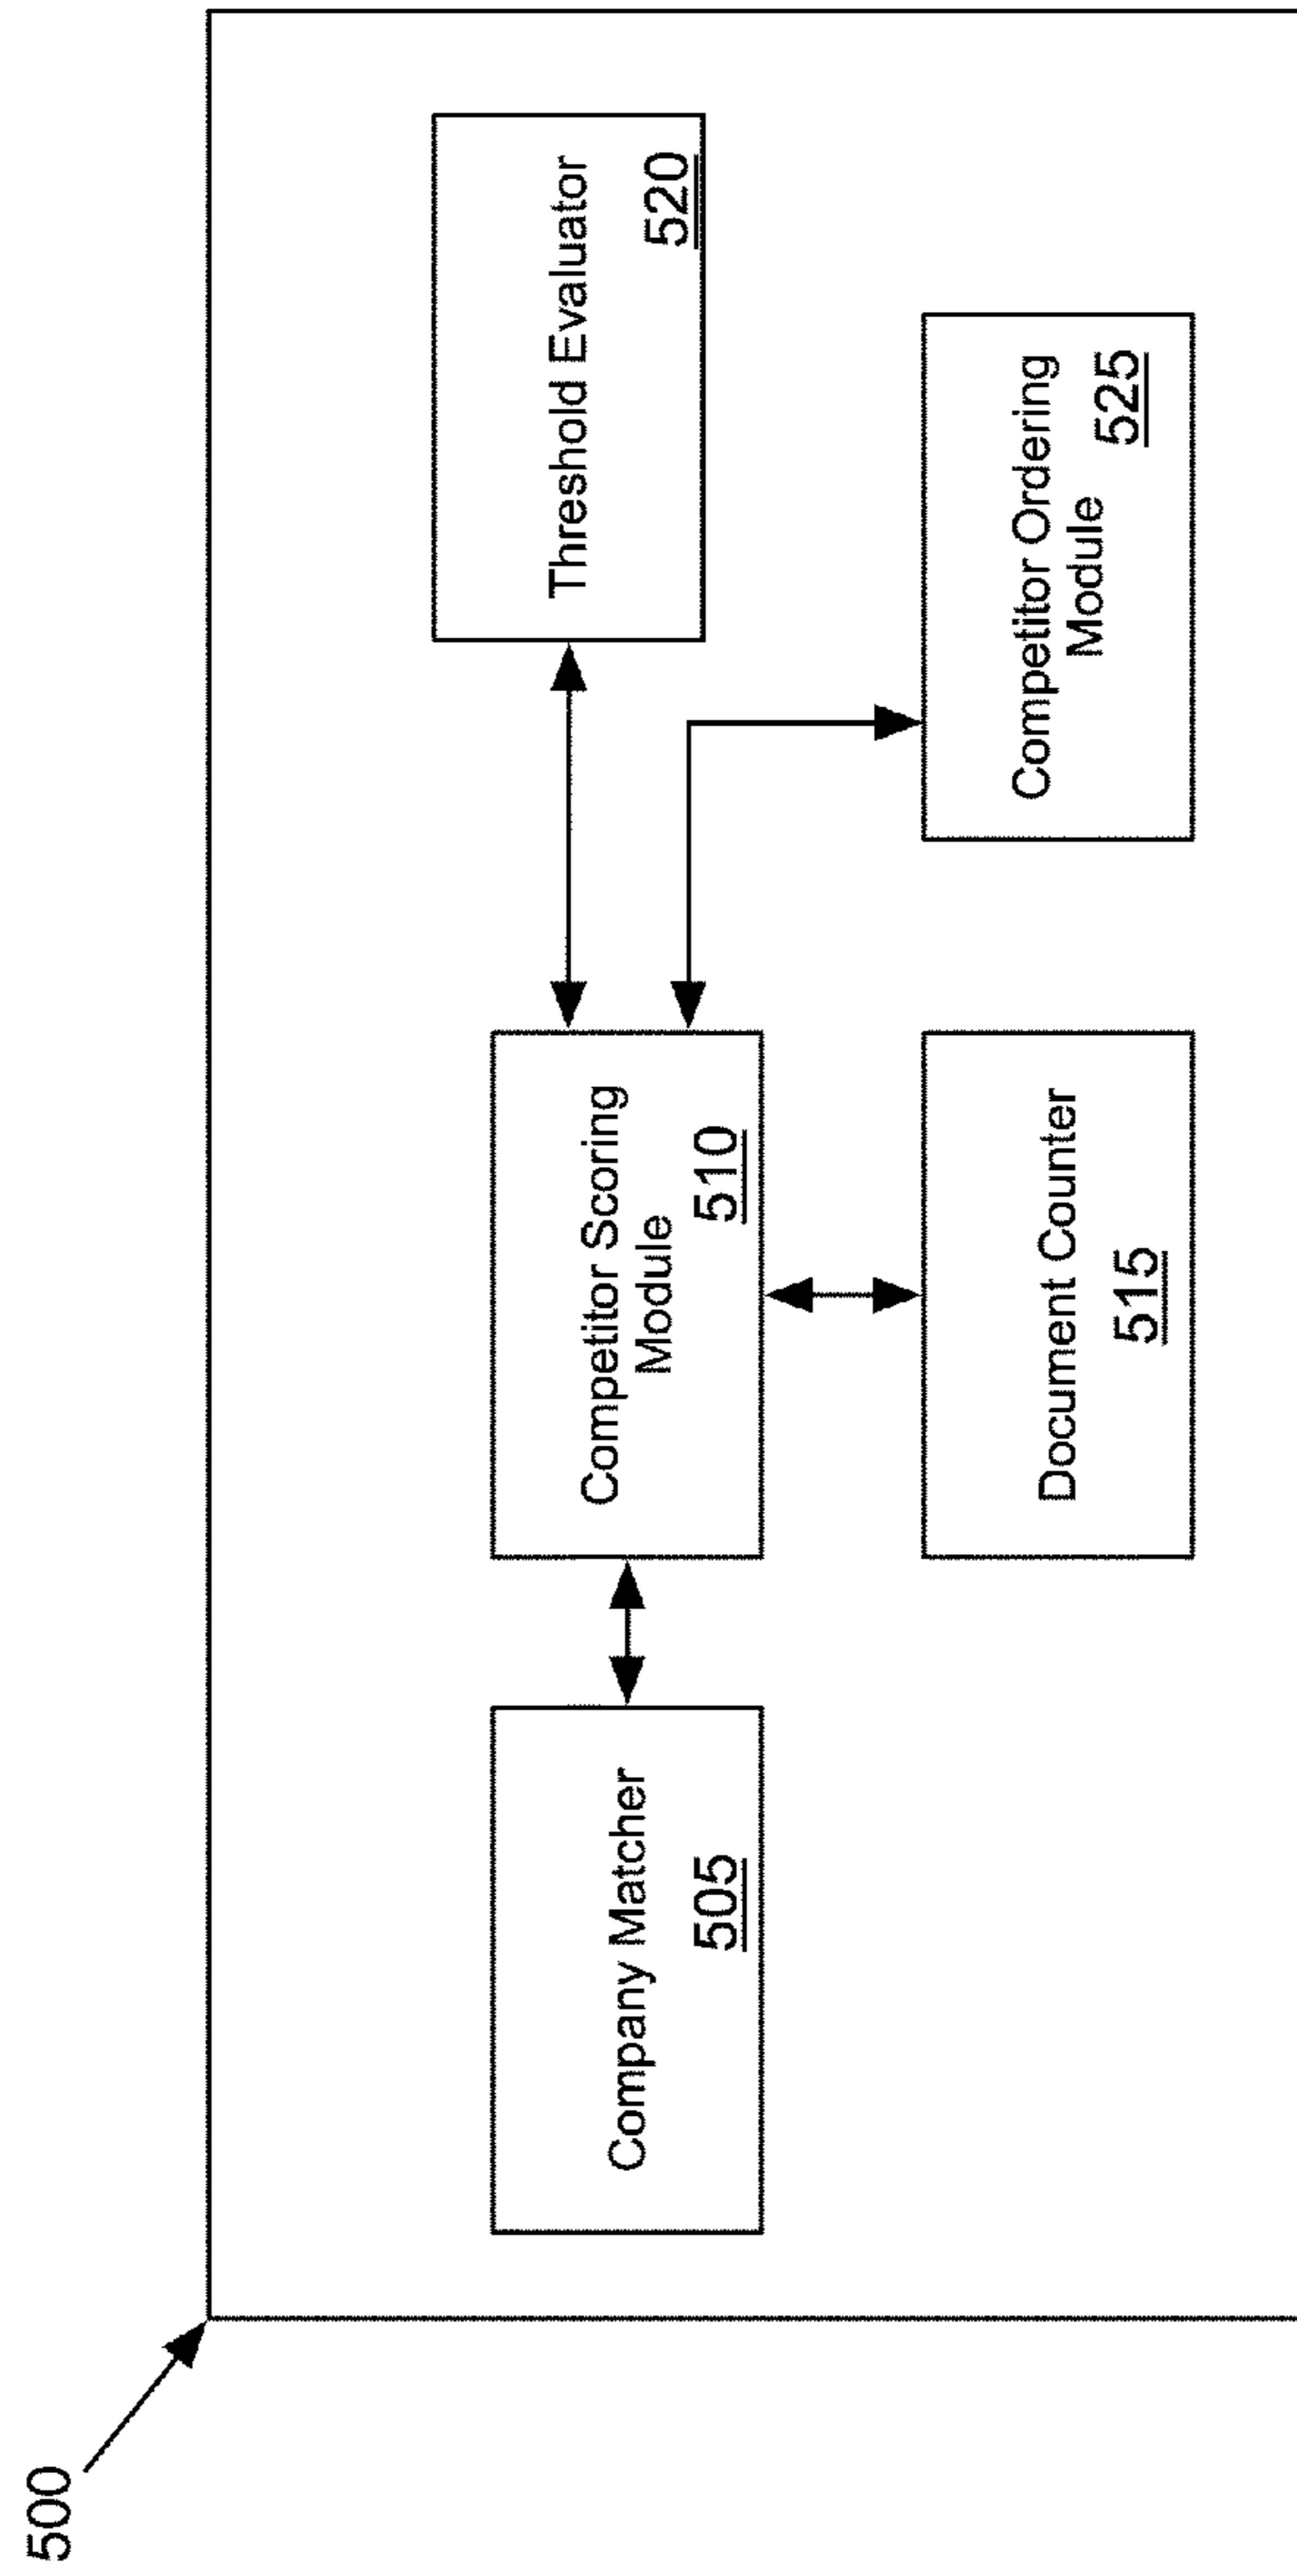 500
Company Matcher
505
Competitor Scoring
Module
510
Document Counter
515
Threshold Evaluator
520
Competitor Ordering
Module
525